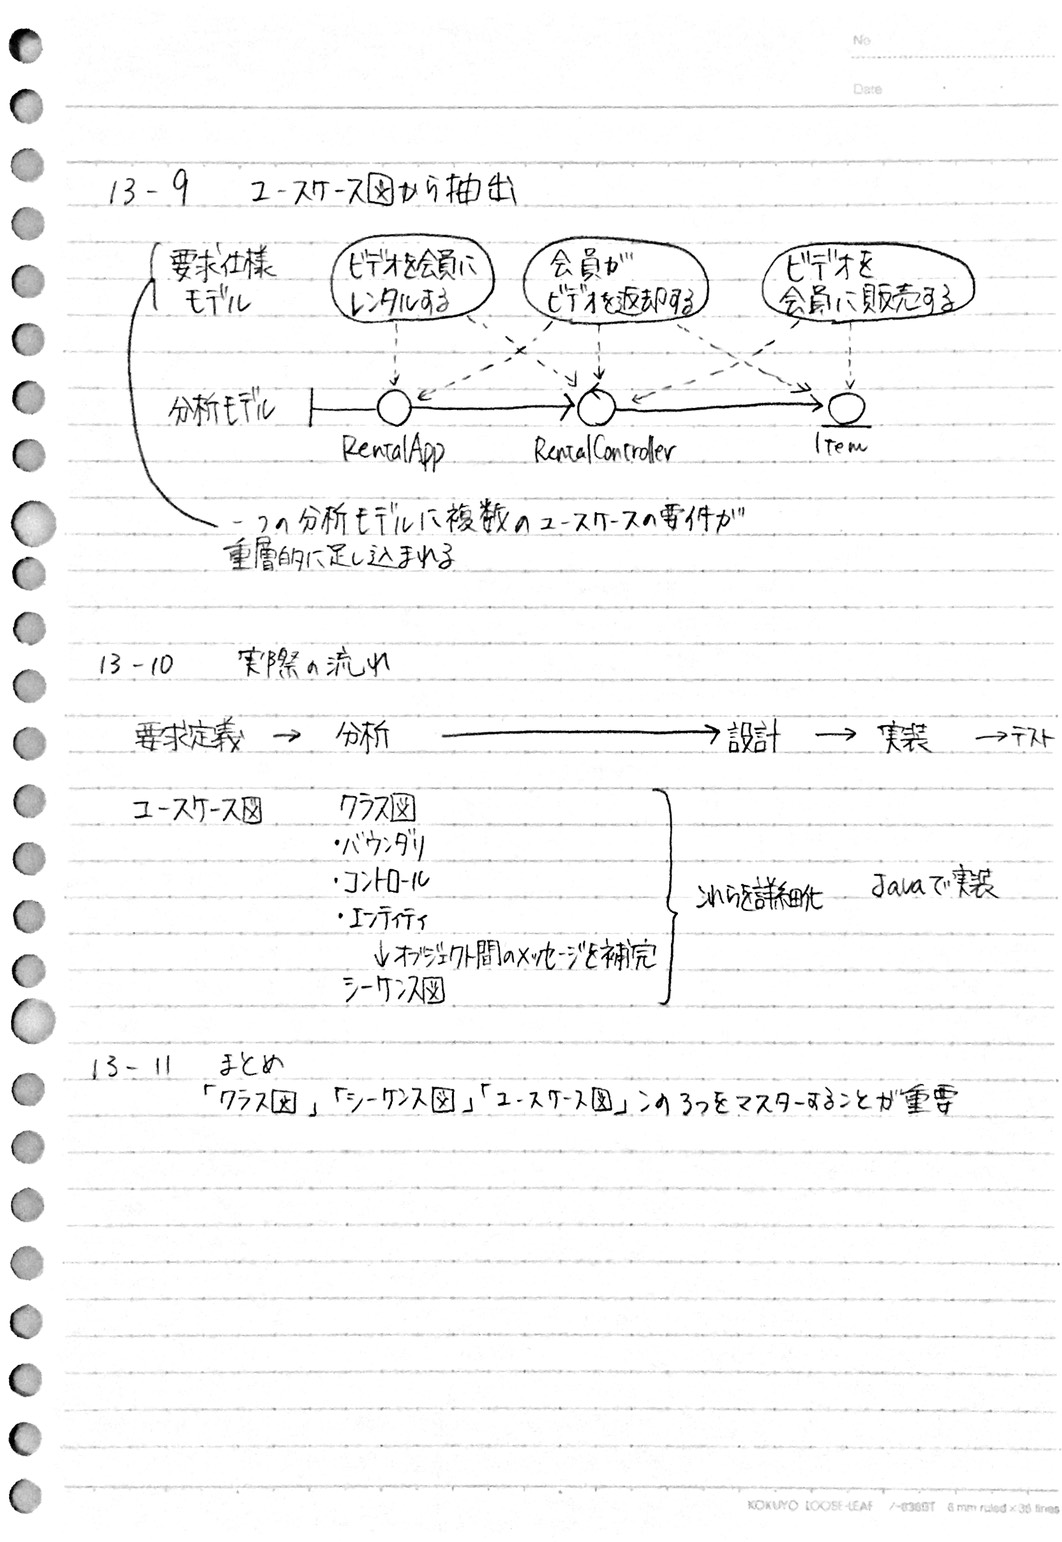 No
Date
13-9 ユースケース図から抽出
要求仕様
モデル
ビデオを会員に
レンタルする
会員が
ビデオを返却する
ビデオを
会員に販売する
分析モデル
RentalApp
RentalController
Item
一つの分析モデルに複数のユースケースの要件が
重層的に足し込まれる
13-10 実際の流れ
要求定義 → 分析 → 設計 → 実装 → テスト
ユースケース図
クラス図
・バウンダリ
・コントロール
・エンティティ
↓オブジェクト間のメッセージを補完
シーケンス図
これらを詳細化
Javaで実装
13-11 まとめ
「クラス図」「シーケンス図」「ユースケース図」この3つをマスターすることが重要
KOKUYO LOOSE-LEAF ノ-836BT 6 mm ruled × 36 lines